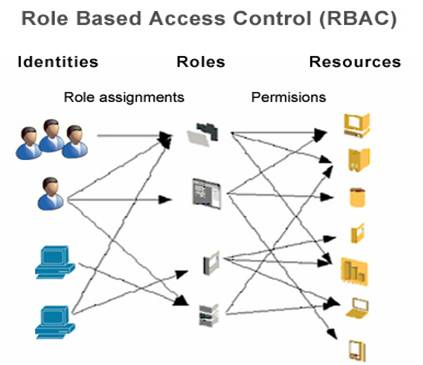 Role Based Access Control (RBAC)
Identities Roles Resources
Role assignments Permisions